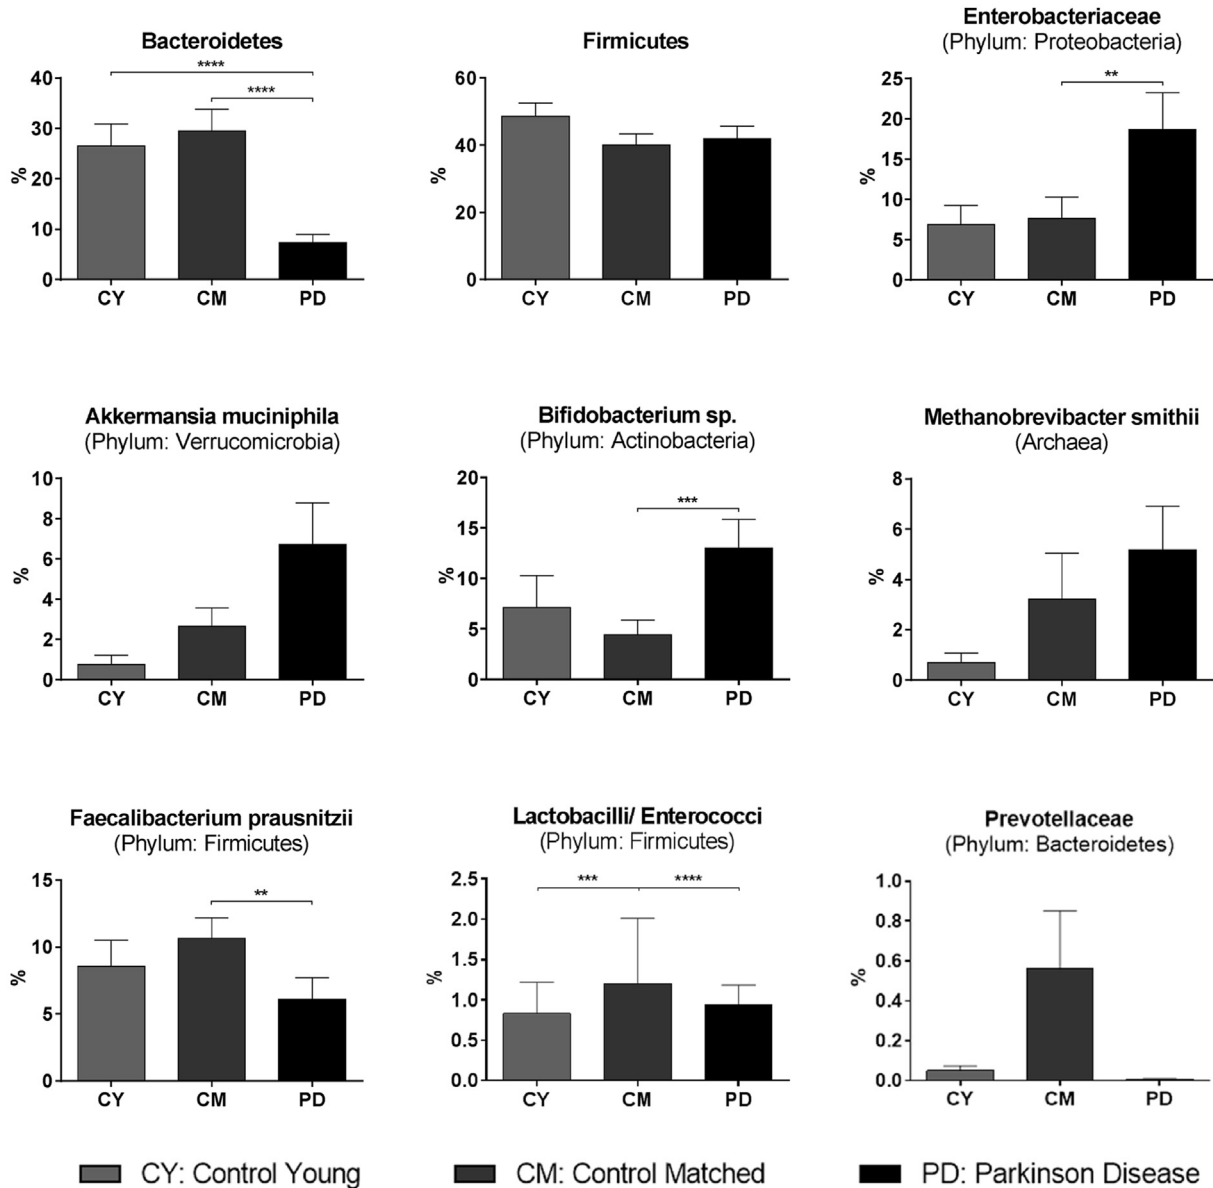 Bacteroidetes
****
****
40
30
20
10
0
%
CY CM PD
Firmicutes
60
40
20
0
%
CY CM PD
Enterobacteriaceae
(Phylum: Proteobacteria)
**
25
20
15
10
5
0
%
CY CM PD
Akkermansia muciniphila
(Phylum: Verrucomicrobia)
10
8
6
4
2
0
%
CY CM PD
Bifidobacterium sp.
(Phylum: Actinobacteria)
***
20
15
10
5
0
%
CY CM PD
Methanobrevibacter smithii
(Archaea)
8
6
4
2
0
%
CY CM PD
Faecalibacterium prausnitzii
(Phylum: Firmicutes)
**
15
10
5
0
%
CY CM PD
Lactobacilli/ Enterococci
(Phylum: Firmicutes)
*** ****
2.5
2.0
1.5
1.0
0.5
0.0
%
CY CM PD
Prevotellaceae
(Phylum: Bacteroidetes)
1.0
0.8
0.6
0.4
0.2
0.0
%
CY CM PD
CY: Control Young CM: Control Matched PD: Parkinson Disease